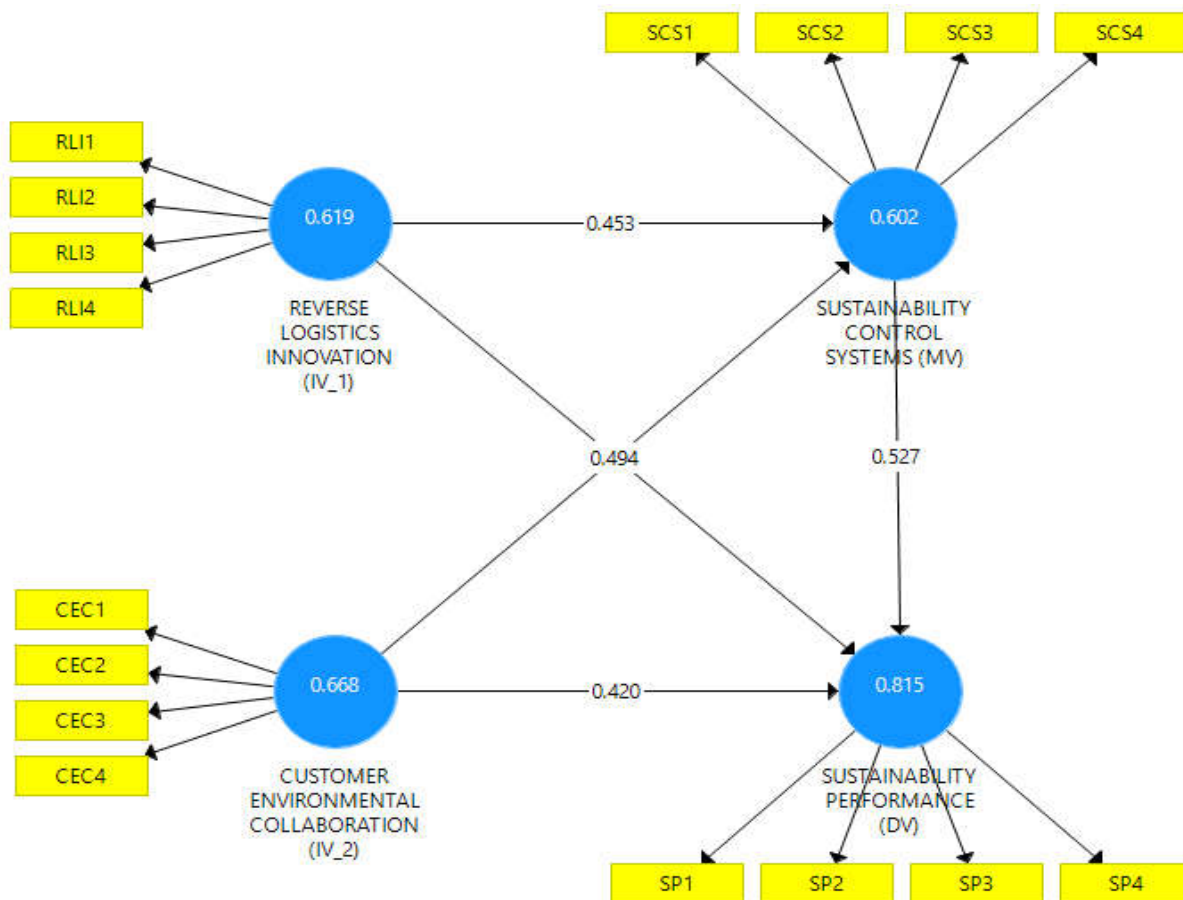 SCS1
SCS2
SCS3
SCS4
RLI1
RLI2
RLI3
RLI4
0.619
0.453
0.602
REVERSE
LOGISTICS
INNOVATION
(IV_1)
SUSTAINABILITY
CONTROL
SYSTEMS (MV)
0.494
0.527
CEC1
CEC2
CEC3
CEC4
0.668
0.420
0.815
CUSTOMER
ENVIRONMENTAL
COLLABORATION
(IV_2)
SUSTAINABILITY
PERFORMANCE
(DV)
SP1
SP2
SP3
SP4